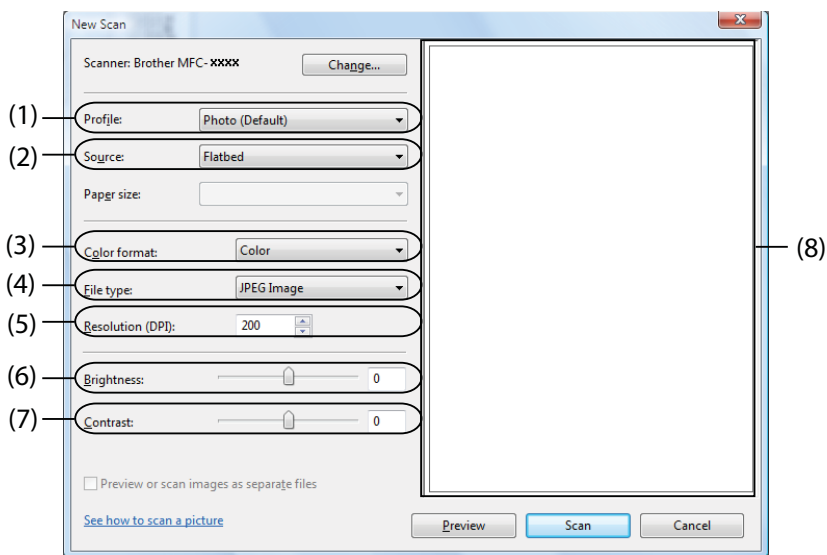 New Scan
Scanner: Brother MFC-xxxx Change...
(1) Profile: Photo (Default)
(2) Source: Flatbed
Paper size:
(3) Color format: Color
(8)
(4) File type: JPEG Image
(5) Resolution (DPI): 200
(6) Brightness: 0
(7) Contrast: 0
Preview or scan images as separate files
See how to scan a picture Preview Scan Cancel